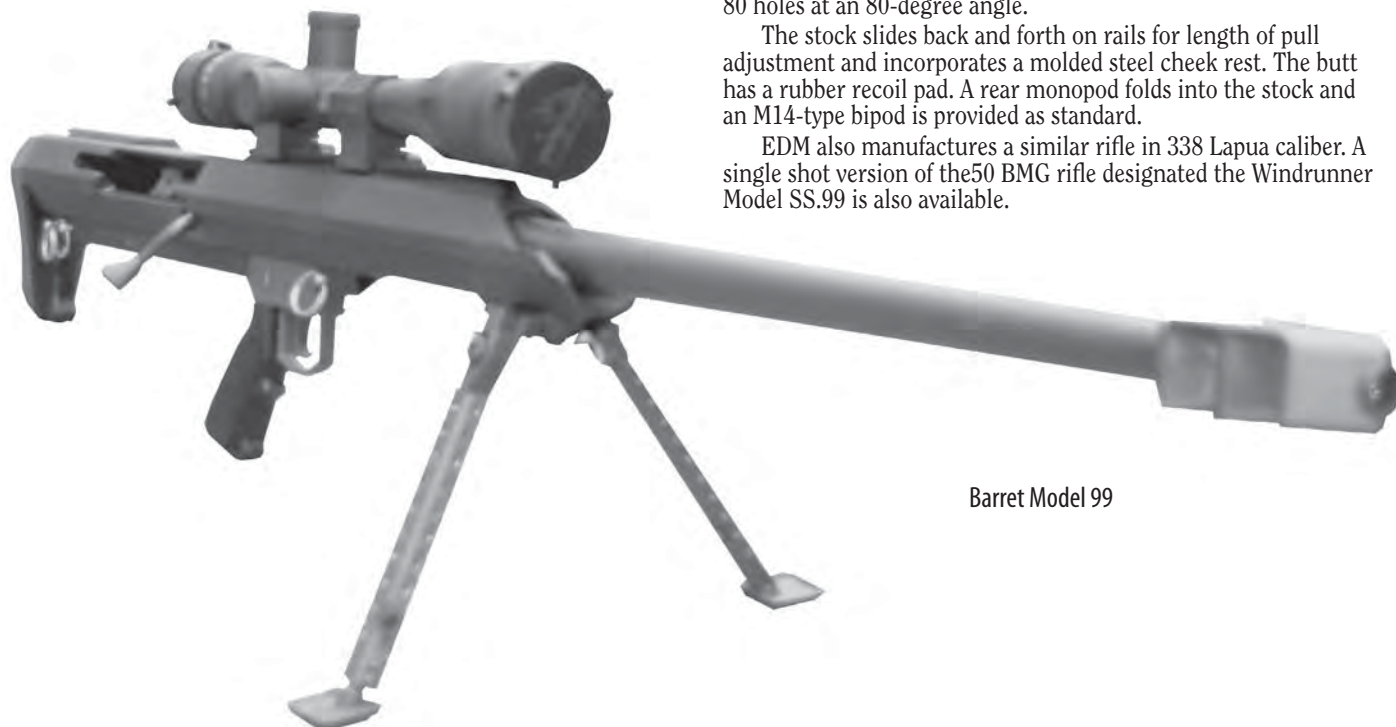 80 holes at an 80-degree angle.
The stock slides back and forth on rails for length of pull
adjustment and incorporates a molded steel cheek rest. The butt
has a rubber recoil pad. A rear monopod folds into the stock and
an M14-type bipod is provided as standard.
EDM also manufactures a similar rifle in 338 Lapua caliber. A
single shot version of the50 BMG rifle designated the Windrunner
Model SS.99 is also available.
Barret Model 99